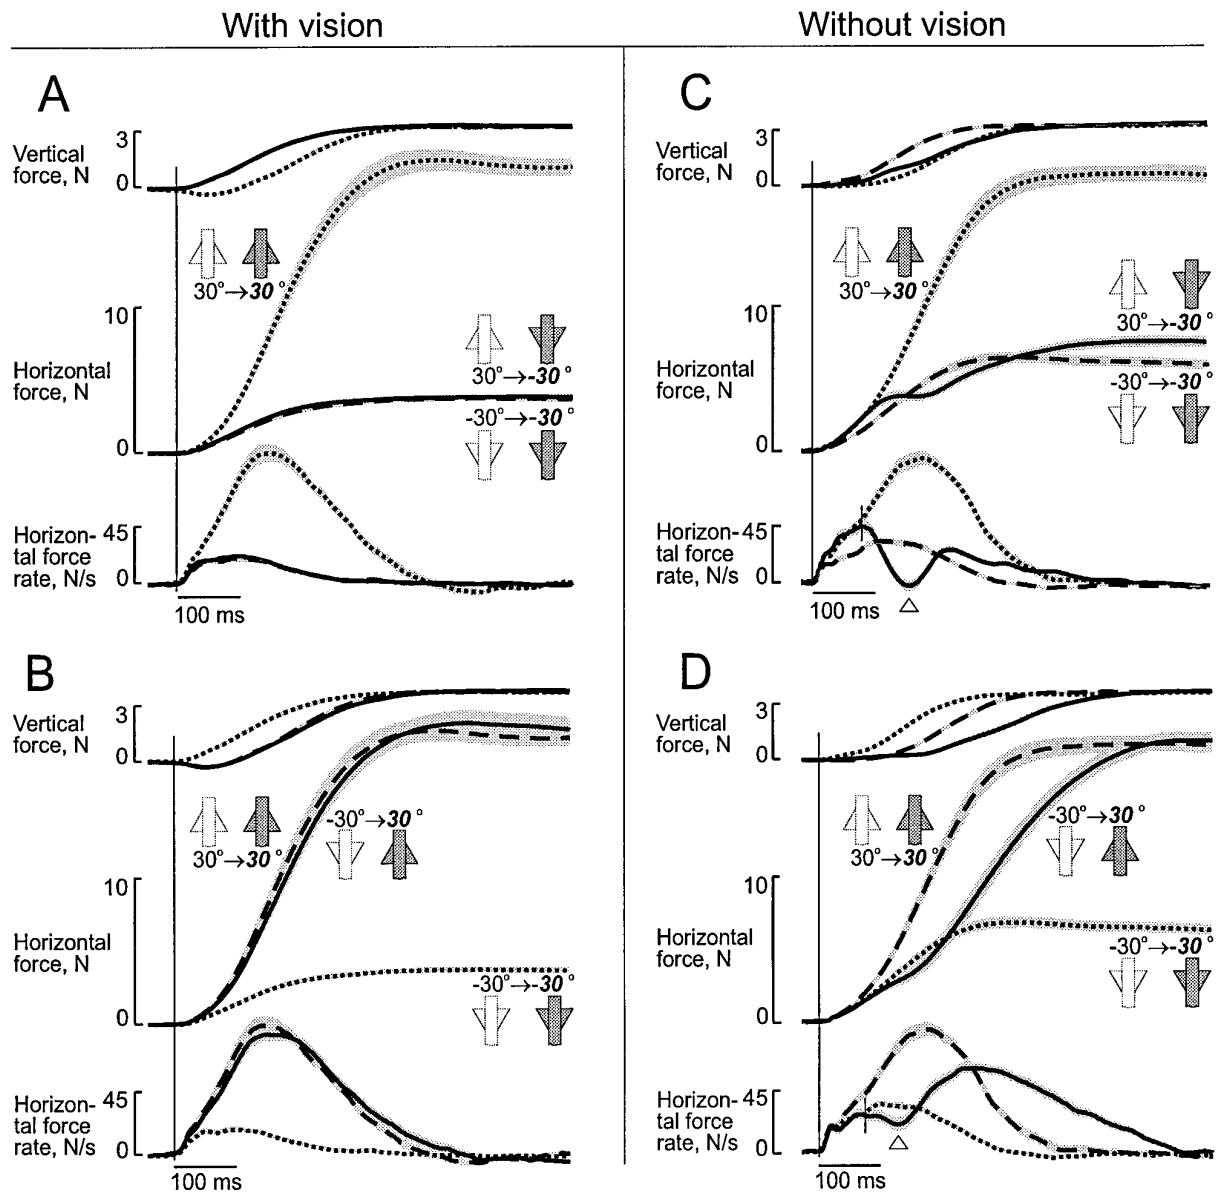 With vision
Without vision
A
3
Vertical
force, N
0
30°→30°
10
30°→-30°
Horizontal
force, N
-30°→-30°
0
Horizon-
tal force
rate, N/s
45
0
100 ms
C
3
Vertical
force, N
0
30°→30°
10
30°→-30°
Horizontal
force, N
-30°→-30°
0
Horizon-
tal force
rate, N/s
45
0
100 ms
B
3
Vertical
force, N
0
-30°→30°
30°→30°
10
Horizontal
force, N
-30°→-30°
0
Horizon-
tal force
rate, N/s
45
0
100 ms
D
3
Vertical
force, N
0
-30°→30°
30°→30°
10
Horizontal
force, N
-30°→-30°
0
Horizon-
tal force
rate, N/s
45
0
100 ms